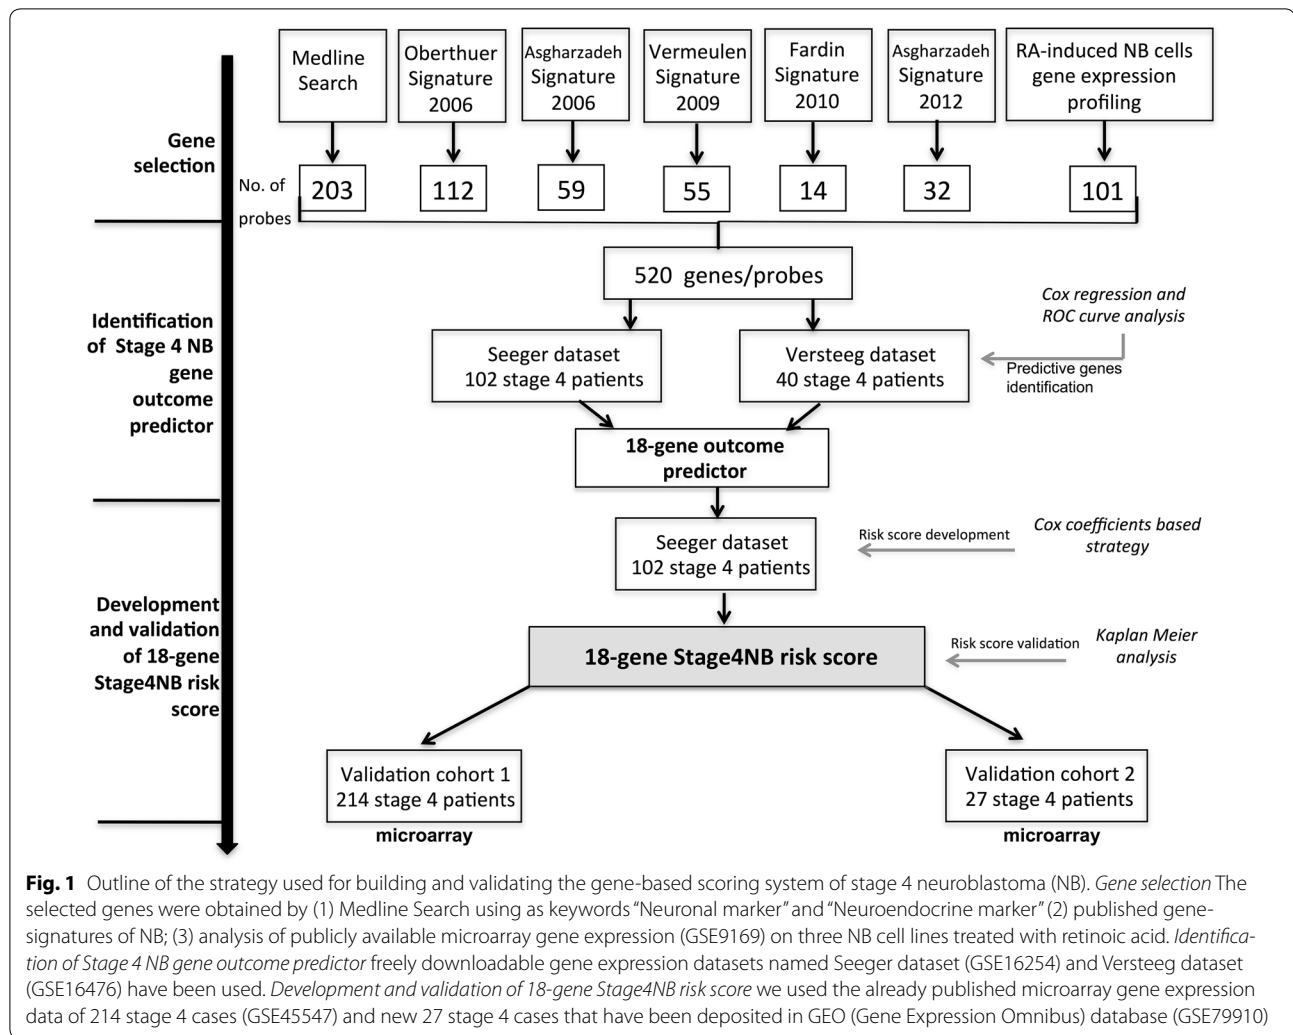 Medline
Search
Oberthuer
Signature
2006
Asgharzadeh
Signature
2006
Vermeulen
Signature
2009
Fardin
Signature
2010
Asgharzadeh
Signature
2012
RA-induced NB cells
gene expression
profiling
Gene
selection
No. of
probes
203
112
59
55
14
32
101
520 genes/probes
Identification
of Stage 4 NB
gene
outcome
predictor
Seeger dataset
102 stage 4 patients
Versteeg dataset
40 stage 4 patients
Cox regression and
ROC curve analysis
Predictive genes
identification
18-gene outcome
predictor
Seeger dataset
102 stage 4 patients
Risk score development
Cox coefficients based
strategy
Development
and validation
of 18-gene
Stage4NB risk
score
18-gene Stage4NB risk score
Risk score validation
Kaplan Meier
analysis
Validation cohort 1
214 stage 4 patients
microarray
Validation cohort 2
27 stage 4 patients
microarray
Fig. 1 Outline of the strategy used for building and validating the gene-based scoring system of stage 4 neuroblastoma (NB). Gene selection The
selected genes were obtained by (1) Medline Search using as keywords “Neuronal marker” and “Neuroendocrine marker” (2) published gene-
signatures of NB; (3) analysis of publicly available microarray gene expression (GSE9169) on three NB cell lines treated with retinoic acid. Identifica-
tion of Stage 4 NB gene outcome predictor freely downloadable gene expression datasets named Seeger dataset (GSE16254) and Versteeg dataset
(GSE16476) have been used. Development and validation of 18-gene Stage4NB risk score we used the already published microarray gene expression
data of 214 stage 4 cases (GSE45547) and new 27 stage 4 cases that have been deposited in GEO (Gene Expression Omnibus) database (GSE79910)